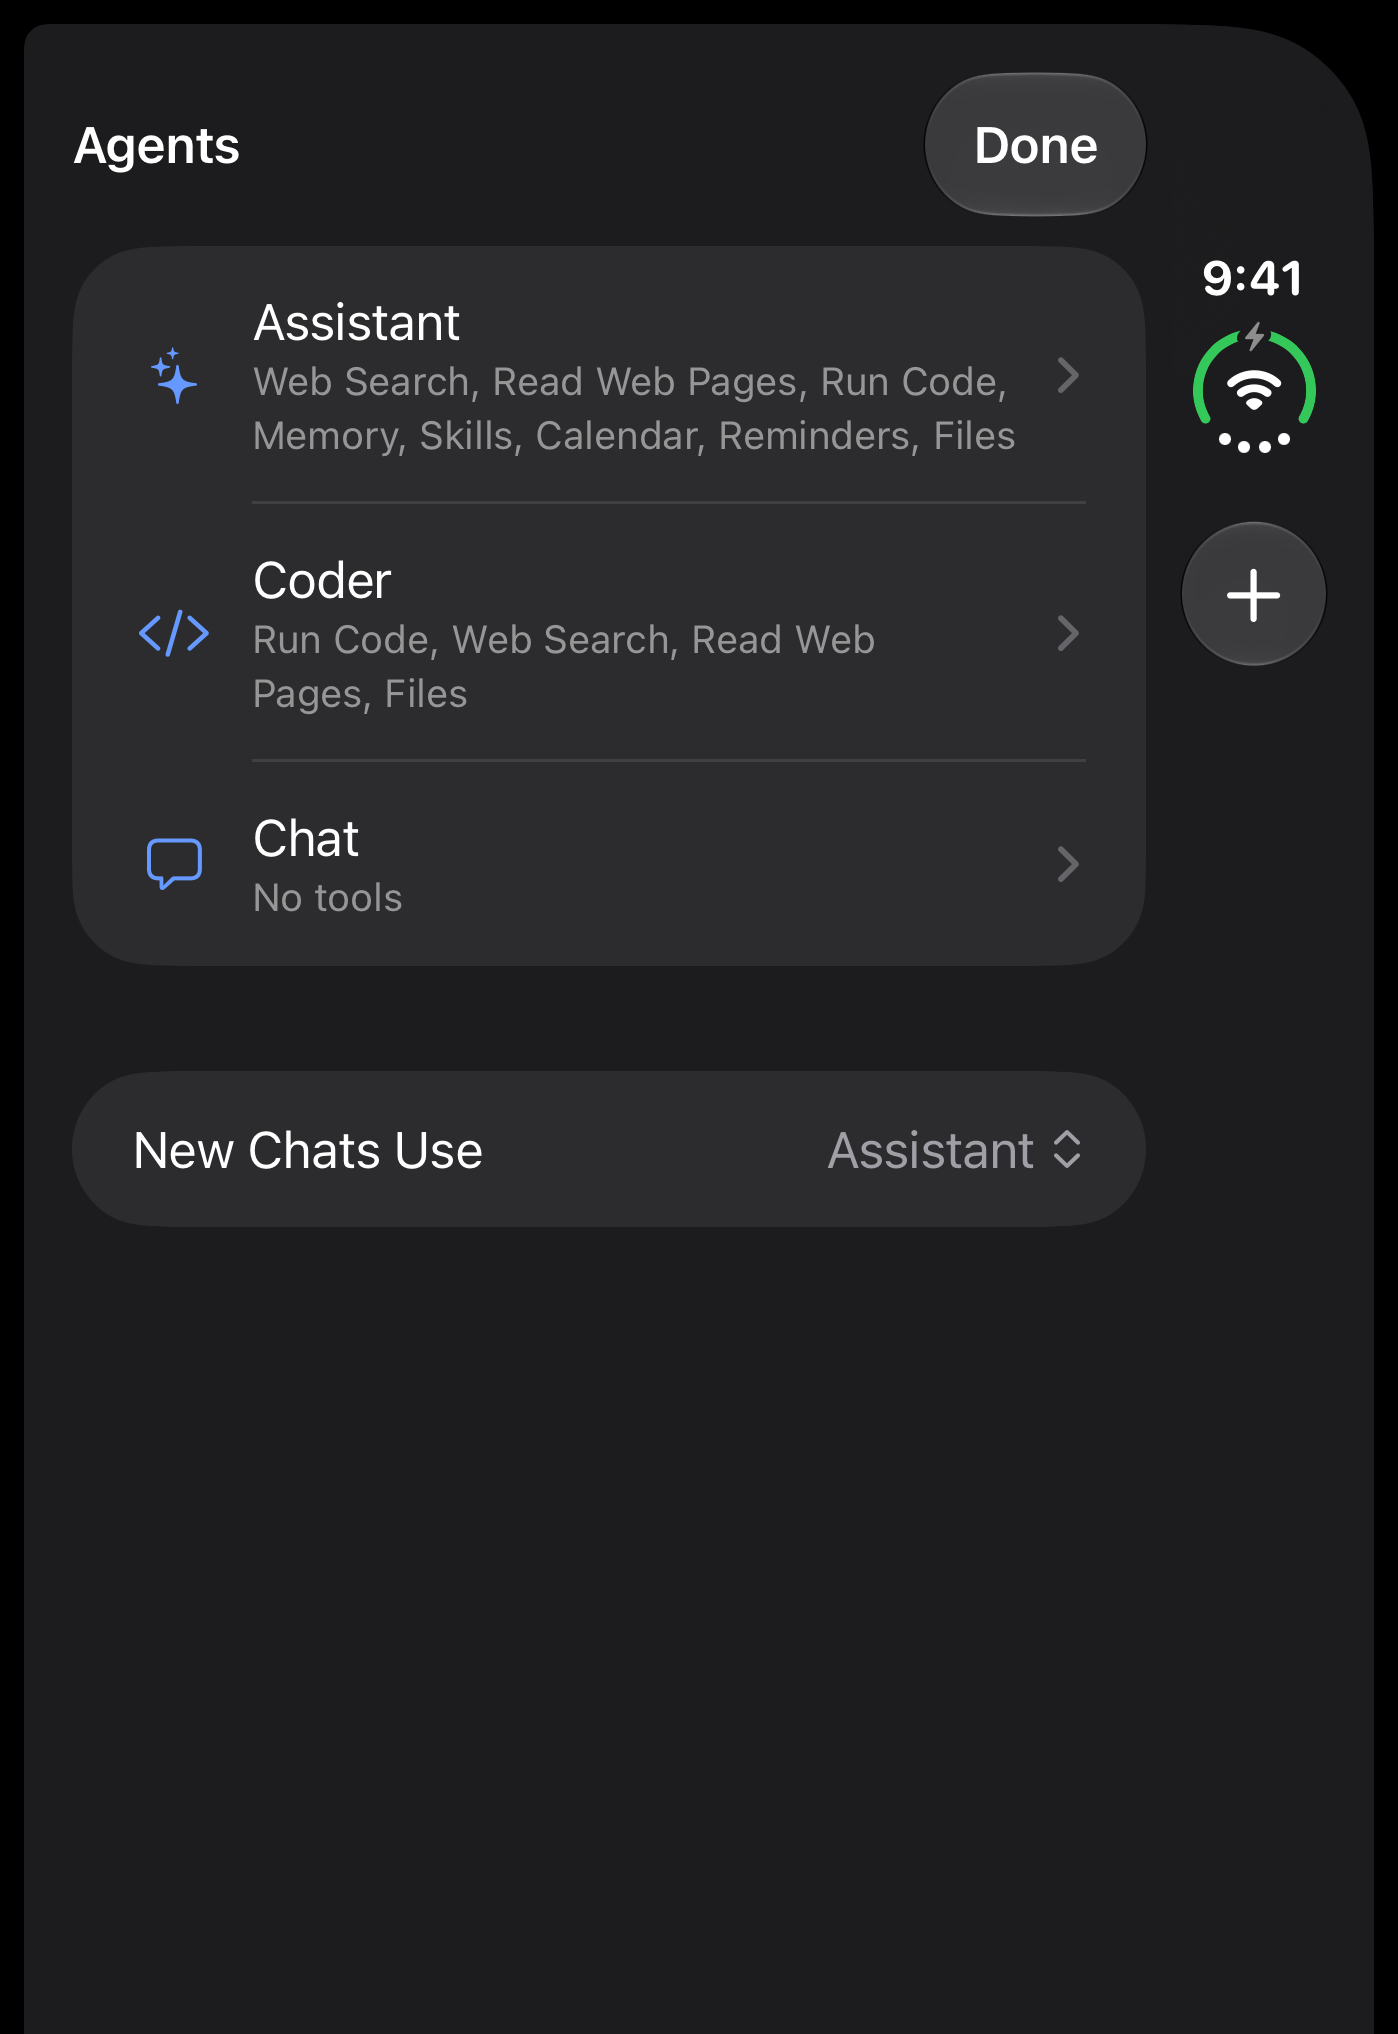 Agents
Done
9:41
Assistant
Web Search, Read Web Pages, Run Code,
Memory, Skills, Calendar, Reminders, Files
Coder
Run Code, Web Search, Read Web
Pages, Files
Chat
No tools
New Chats Use
Assistant